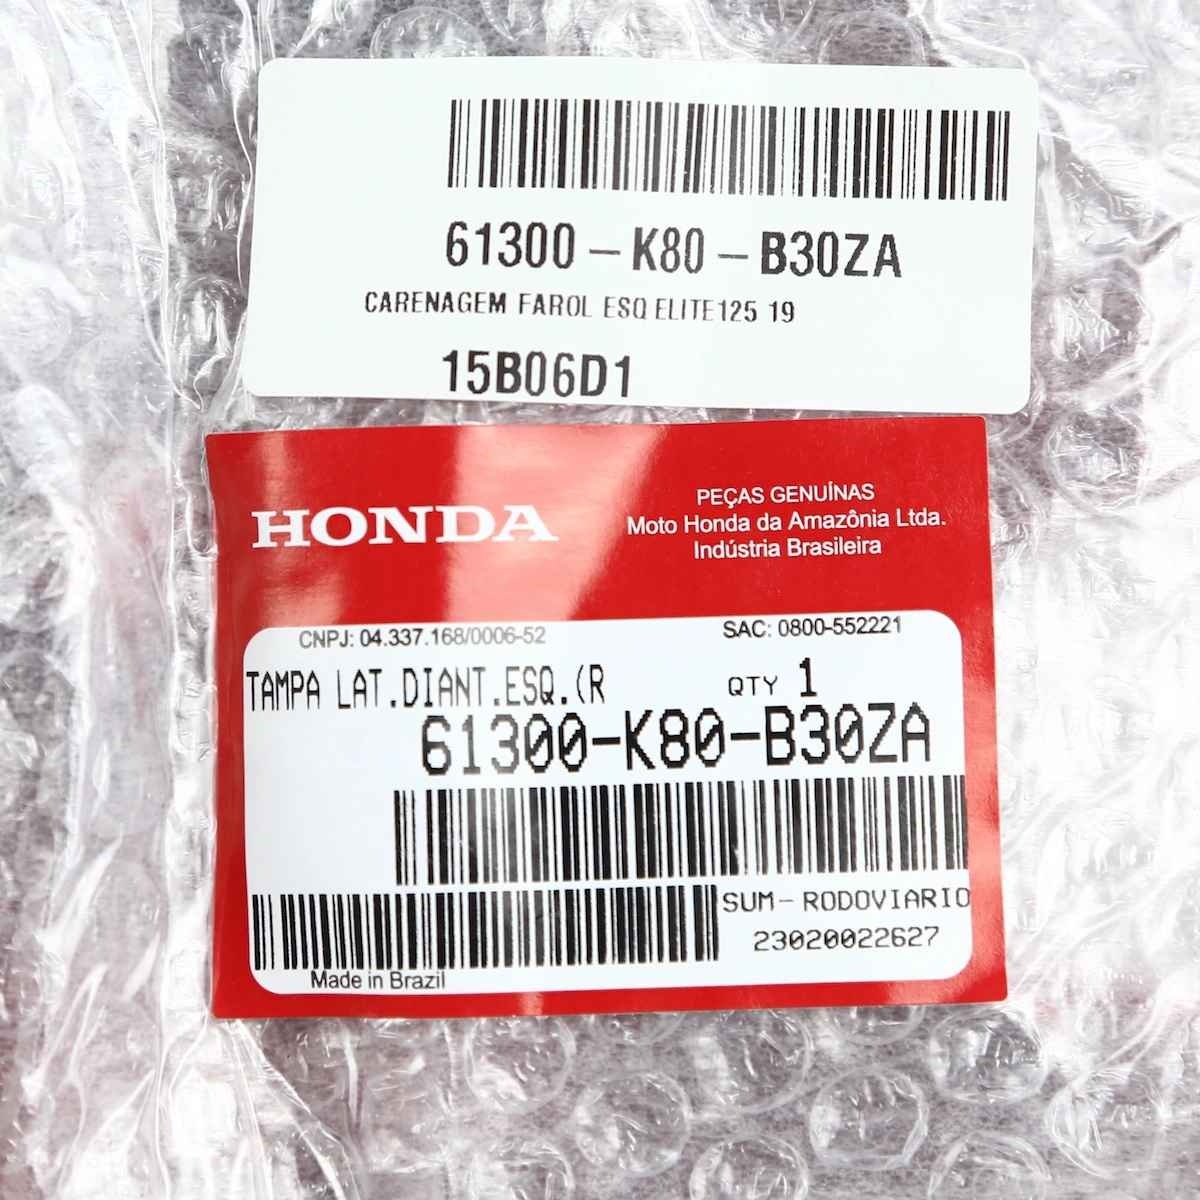 61300-K80-B30ZA
CARENAGEM FAROL ESQ ELITE125 19
15B06D1
HONDA
PEÇAS GENUÍNAS
Moto Honda da Amazônia Ltda.
Indústria Brasileira
CNPJ: 04.337.168/0006-52 SAC: 0800-552221
TAMPA LAT.DIANT.ESQ.(R QTY 1
61300-K80-B30ZA
SUM- RODOVIARIO
23020022627
Made in Brazil